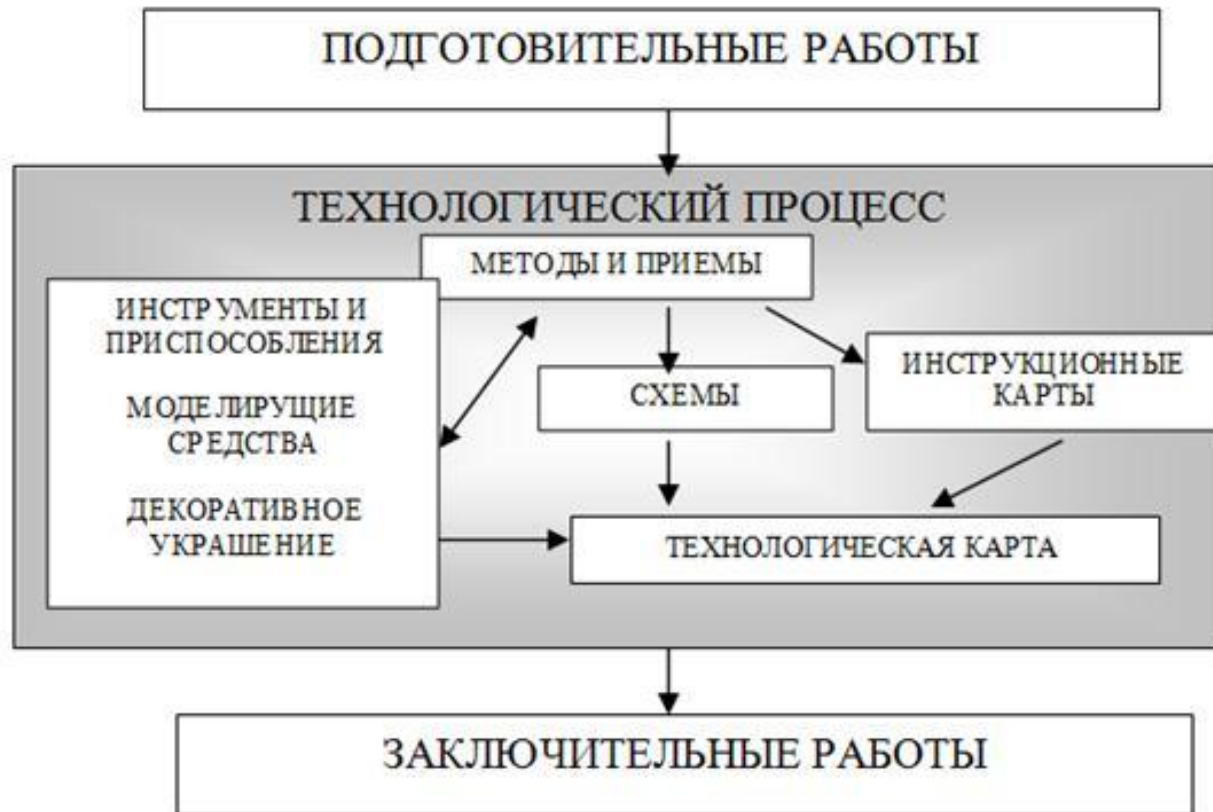 ПОДГОТОВИТЕЛЬНЫЕ РАБОТЫ
ТЕХНОЛОГИЧЕСКИЙ ПРОЦЕСС
МЕТОДЫ И ПРИЕМЫ
ИНСТРУМЕНТЫ И
ПРИСПОСОБЛЕНИЯ
МОДЕЛИРУЩИЕ
СРЕДСТВА
ДЕКОРАТИВНОЕ
УКРАШЕНИЕ
СХЕМЫ
ИНСТРУКЦИОННЫЕ
КАРТЫ
ТЕХНОЛОГИЧЕСКАЯ КАРТА
ЗАКЛЮЧИТЕЛЬНЫЕ РАБОТЫ